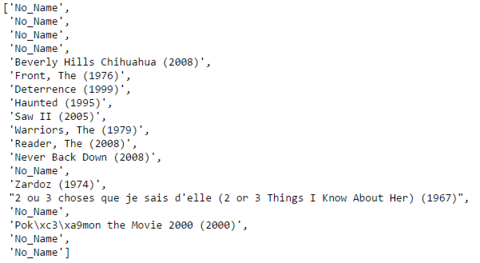 ['No_Name',
'No_Name',
'No_Name',
'No_Name',
'Beverly Hills Chihuahua (2008)',
'Front, The (1976)',
'Deterrence (1999)',
'Haunted (1995)',
'Saw II (2005)',
'Warriors, The (1979)',
'Reader, The (2008)',
'Never Back Down (2008)',
'No_Name',
'Zardoz (1974)',
"2 ou 3 choses que je sais d'elle (2 or 3 Things I Know About Her) (1967)",
'No_Name',
'Pok\xc3\xa9mon the Movie 2000 (2000)',
'No_Name',
'No_Name']